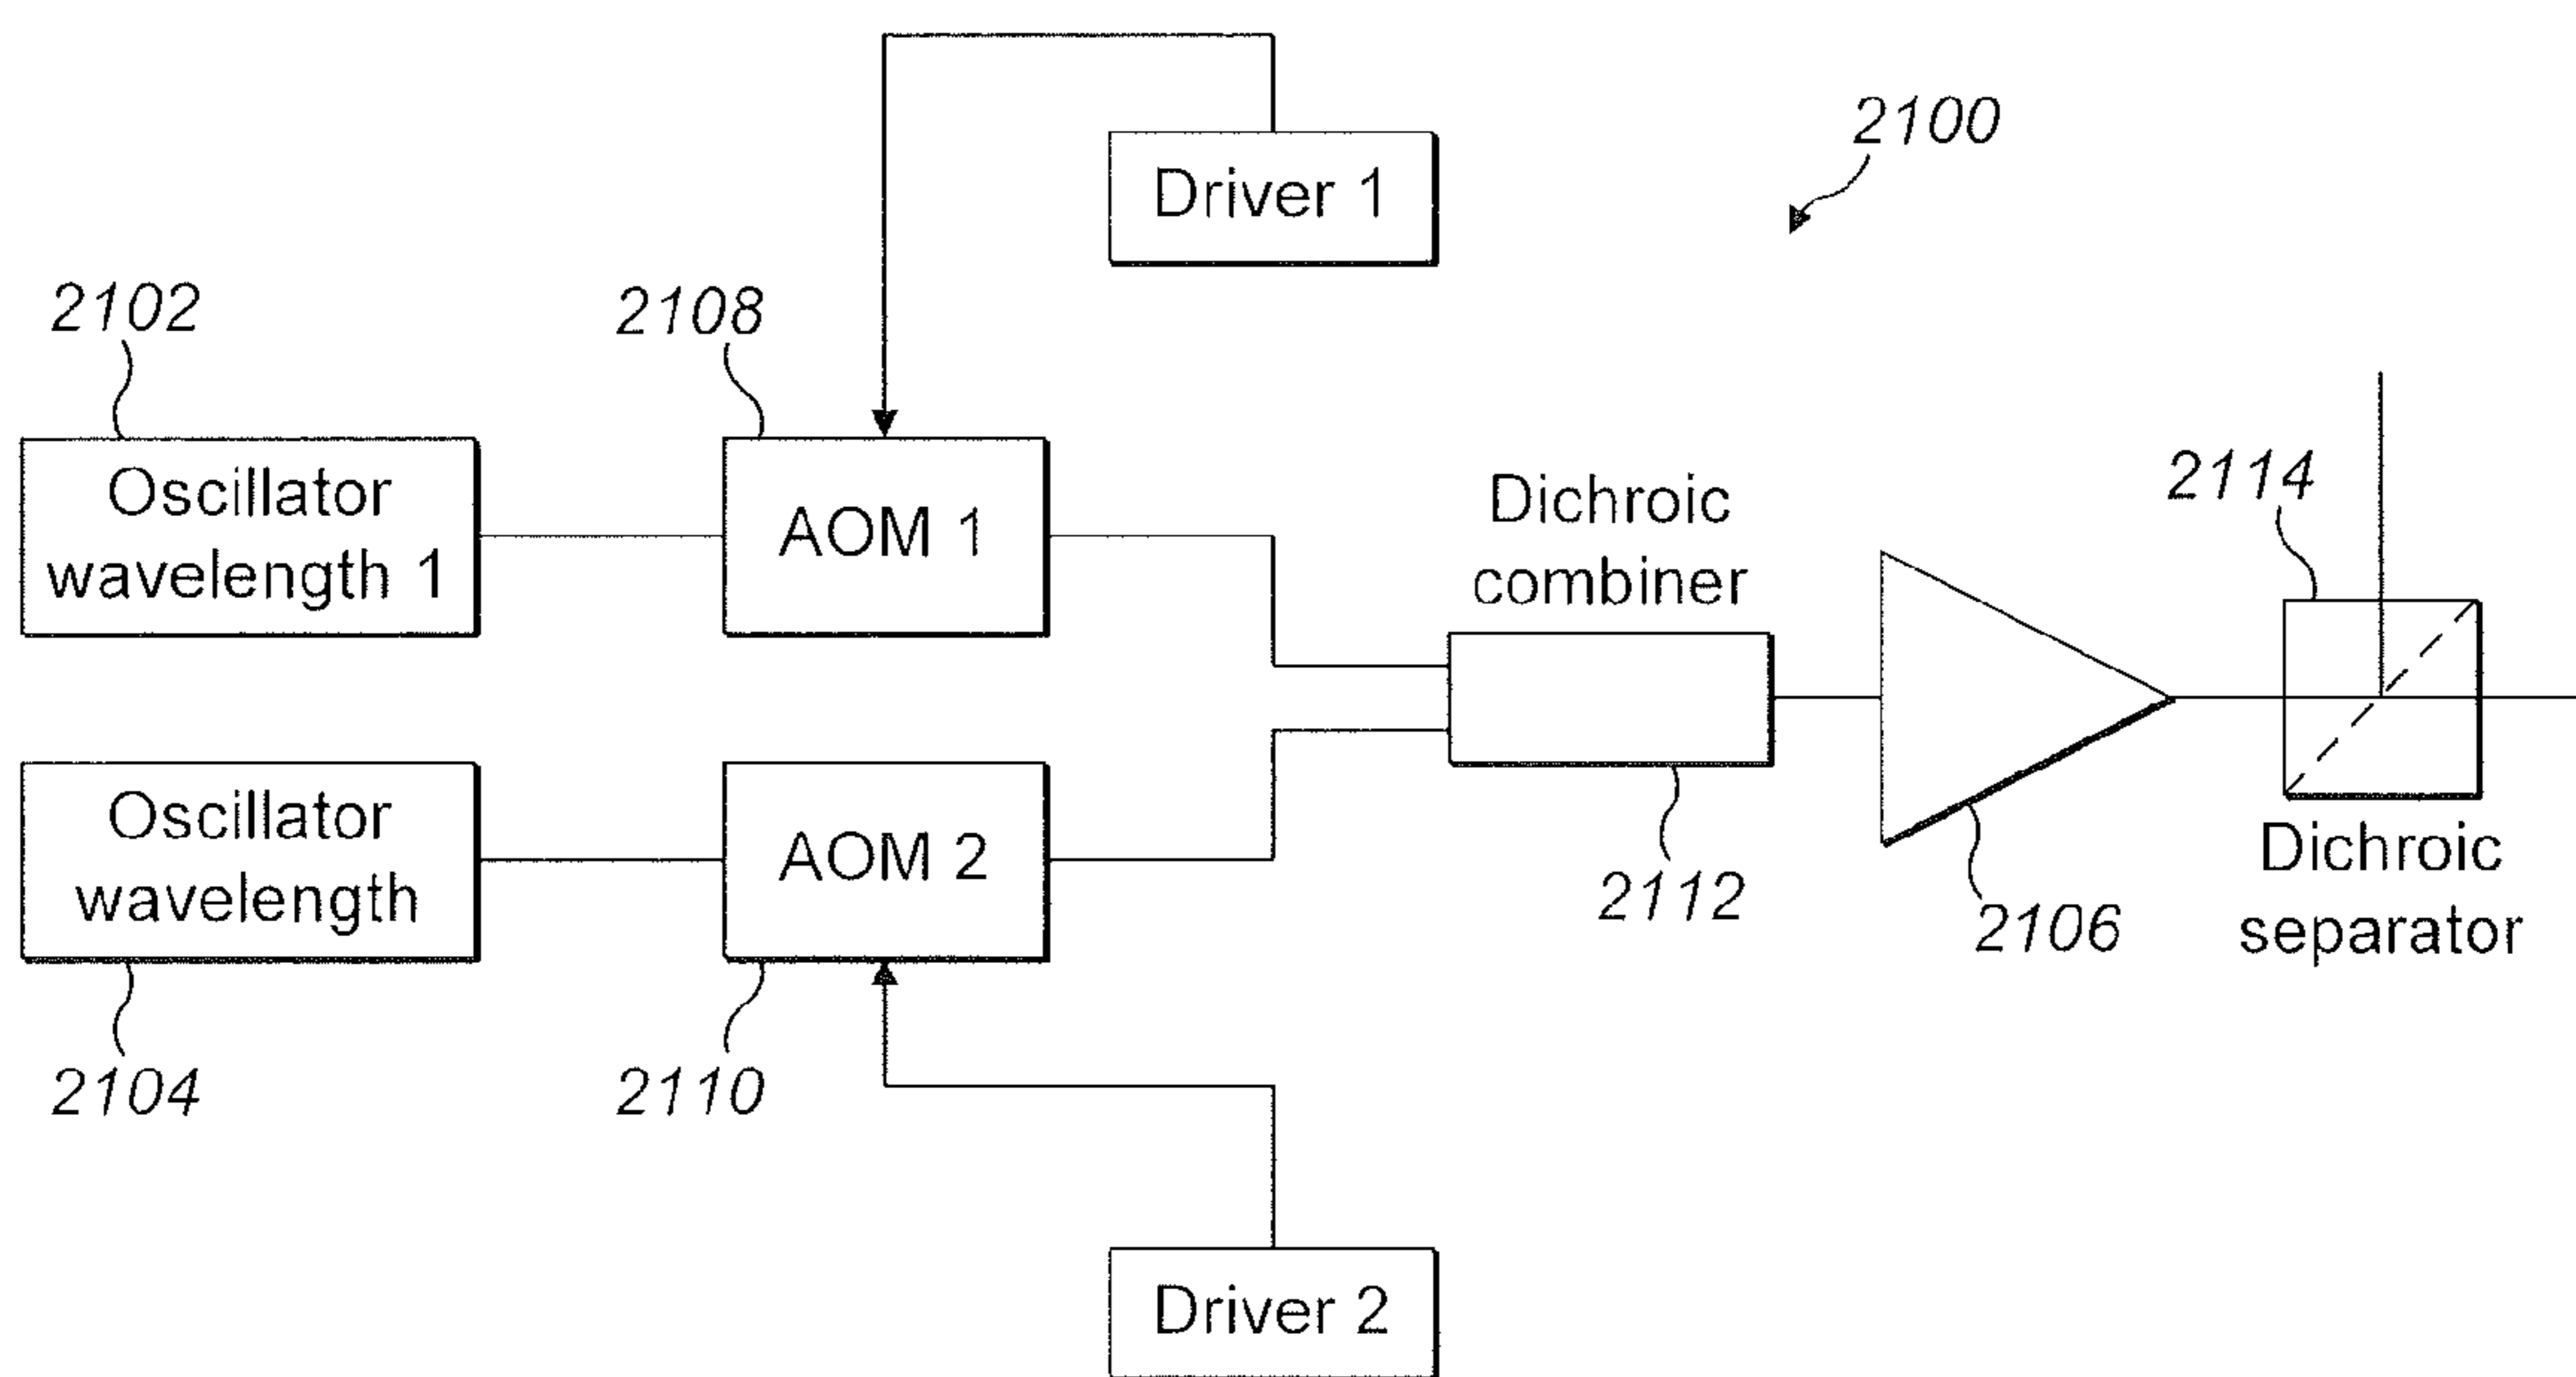 2100
Driver 1
2102
2108
Oscillator
wavelength 1
AOM 1
Dichroic
combiner
2114
Oscillator
wavelength
AOM 2
2112
2106
Dichroic
separator
2104
2110
Driver 2